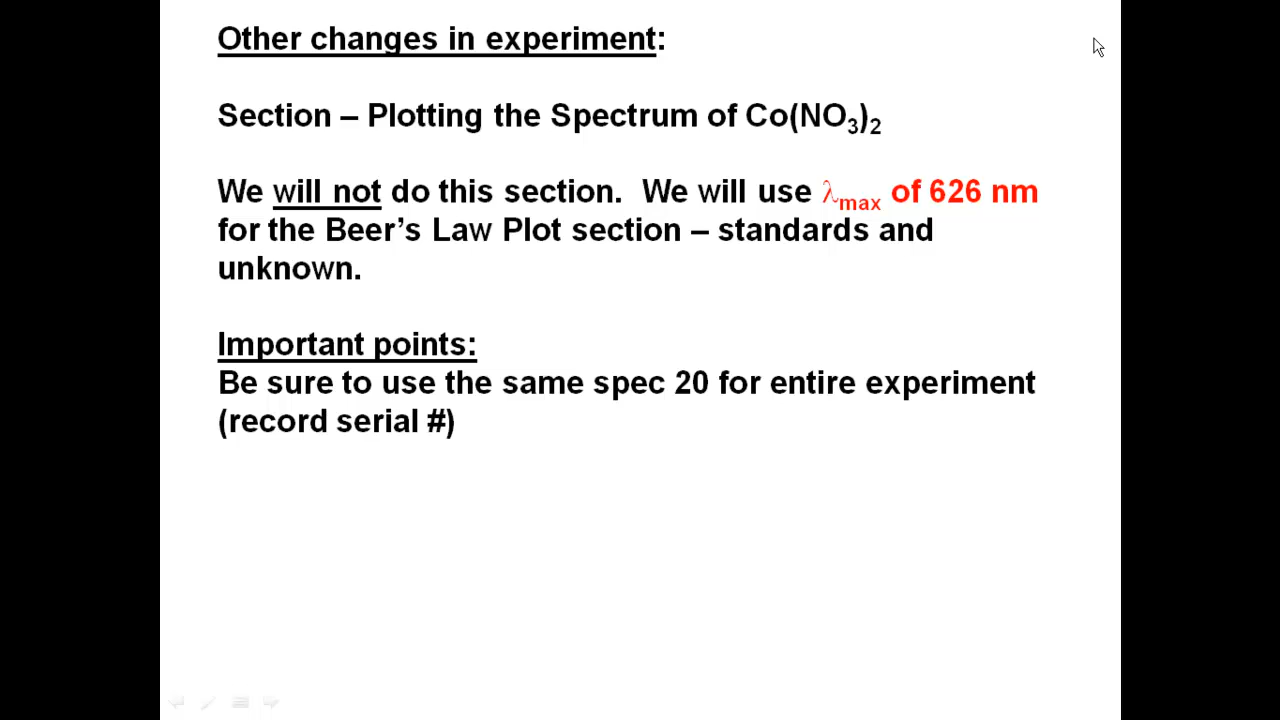 Other changes in experiment:
Section – Plotting the Spectrum of Co(NO₃)₂
We will not do this section.  We will use λmax of 626 nm
for the Beer’s Law Plot section – standards and
unknown.
Important points:
Be sure to use the same spec 20 for entire experiment
(record serial #)